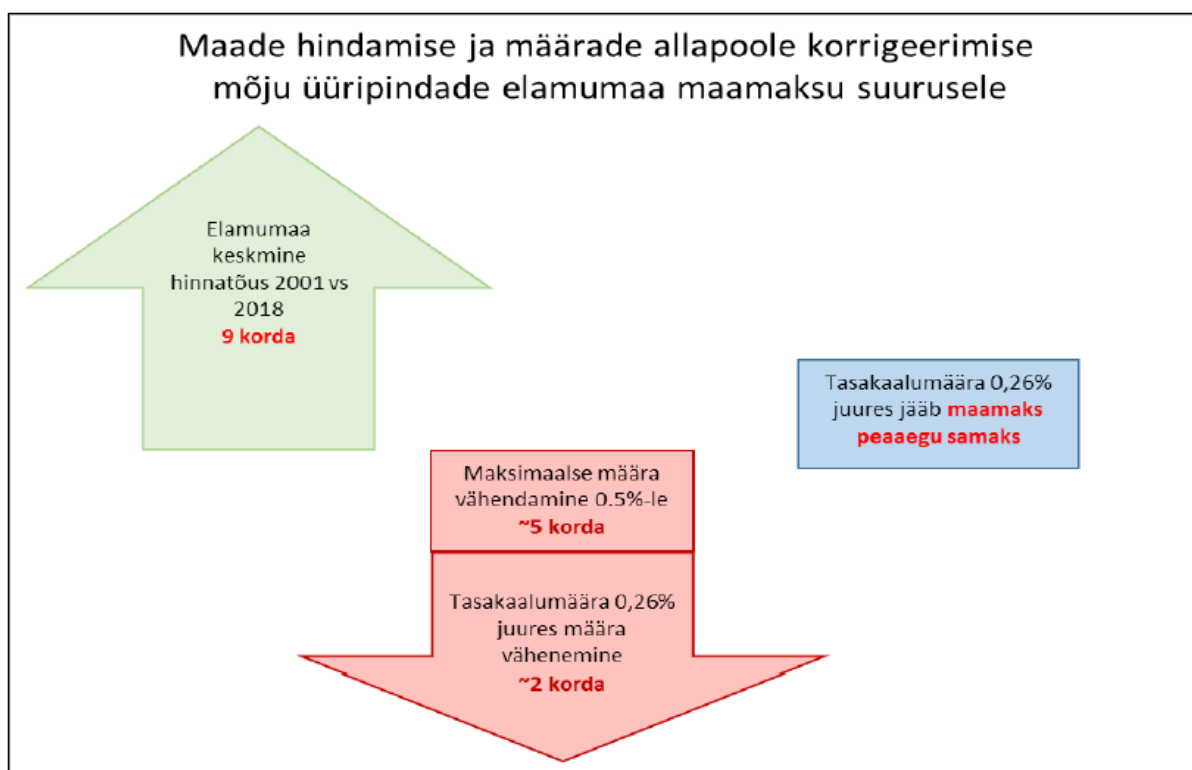 Maade hindamise ja määrade allapoole korrigeerimise
mõju üüripindade elamumaa maamaksu suurusele
Elamumaa
keskmine
hinnatõus 2001 vs
2018
9 korda
Tasakaalumäära 0,26%
juures jääb maamaks
peaaegu samaks
Maksimaalse määra
vähendamine 0.5%-le
~5 korda
Tasakaalumäära 0,26%
juures määra
vähenemine
~2 korda